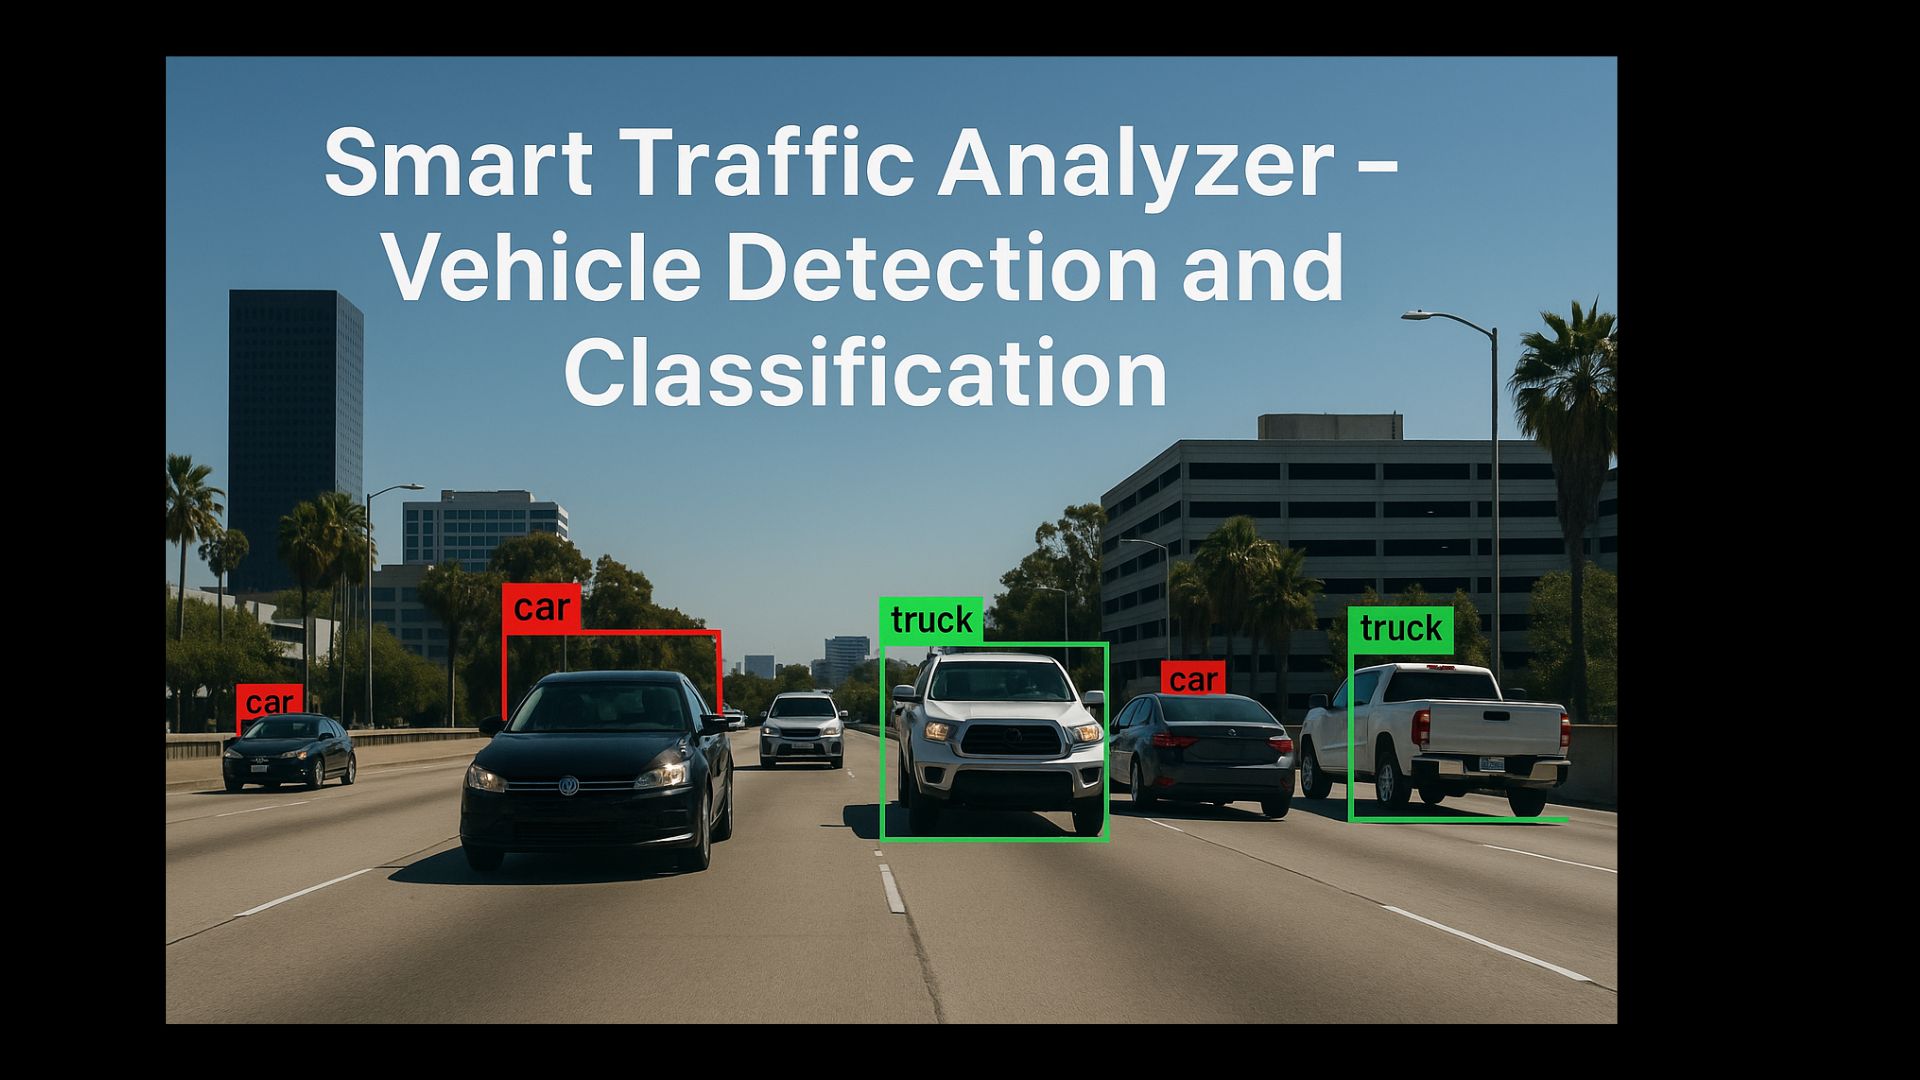 Smart Traffic Analyzer –
Vehicle Detection and
Classification
car
truck
truck
car
car